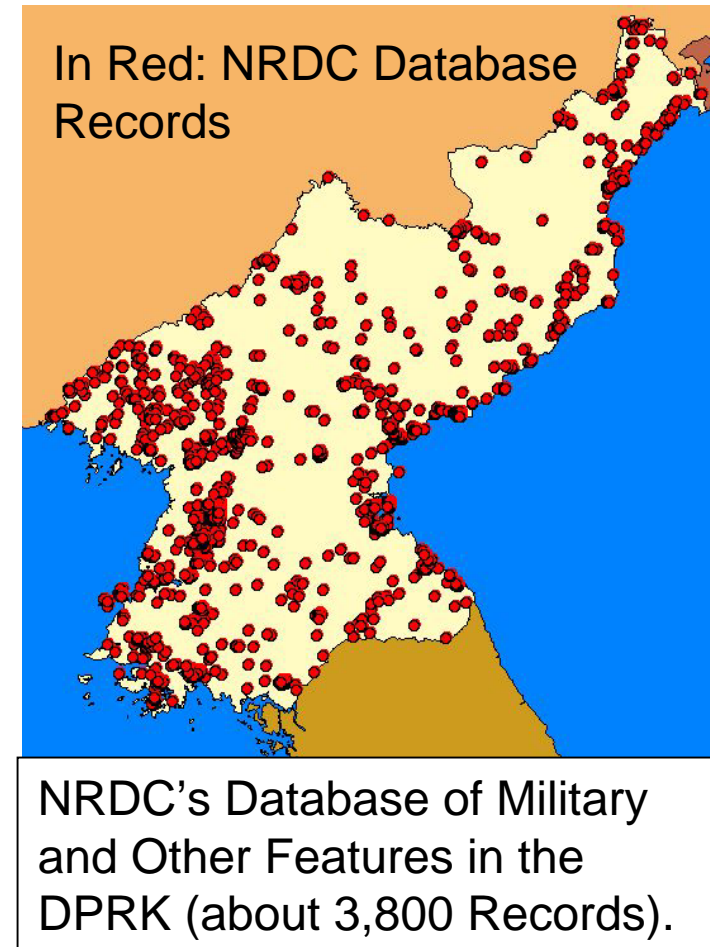 In Red: NRDC Database
Records
NRDC’s Database of Military
and Other Features in the
DPRK (about 3,800 Records).